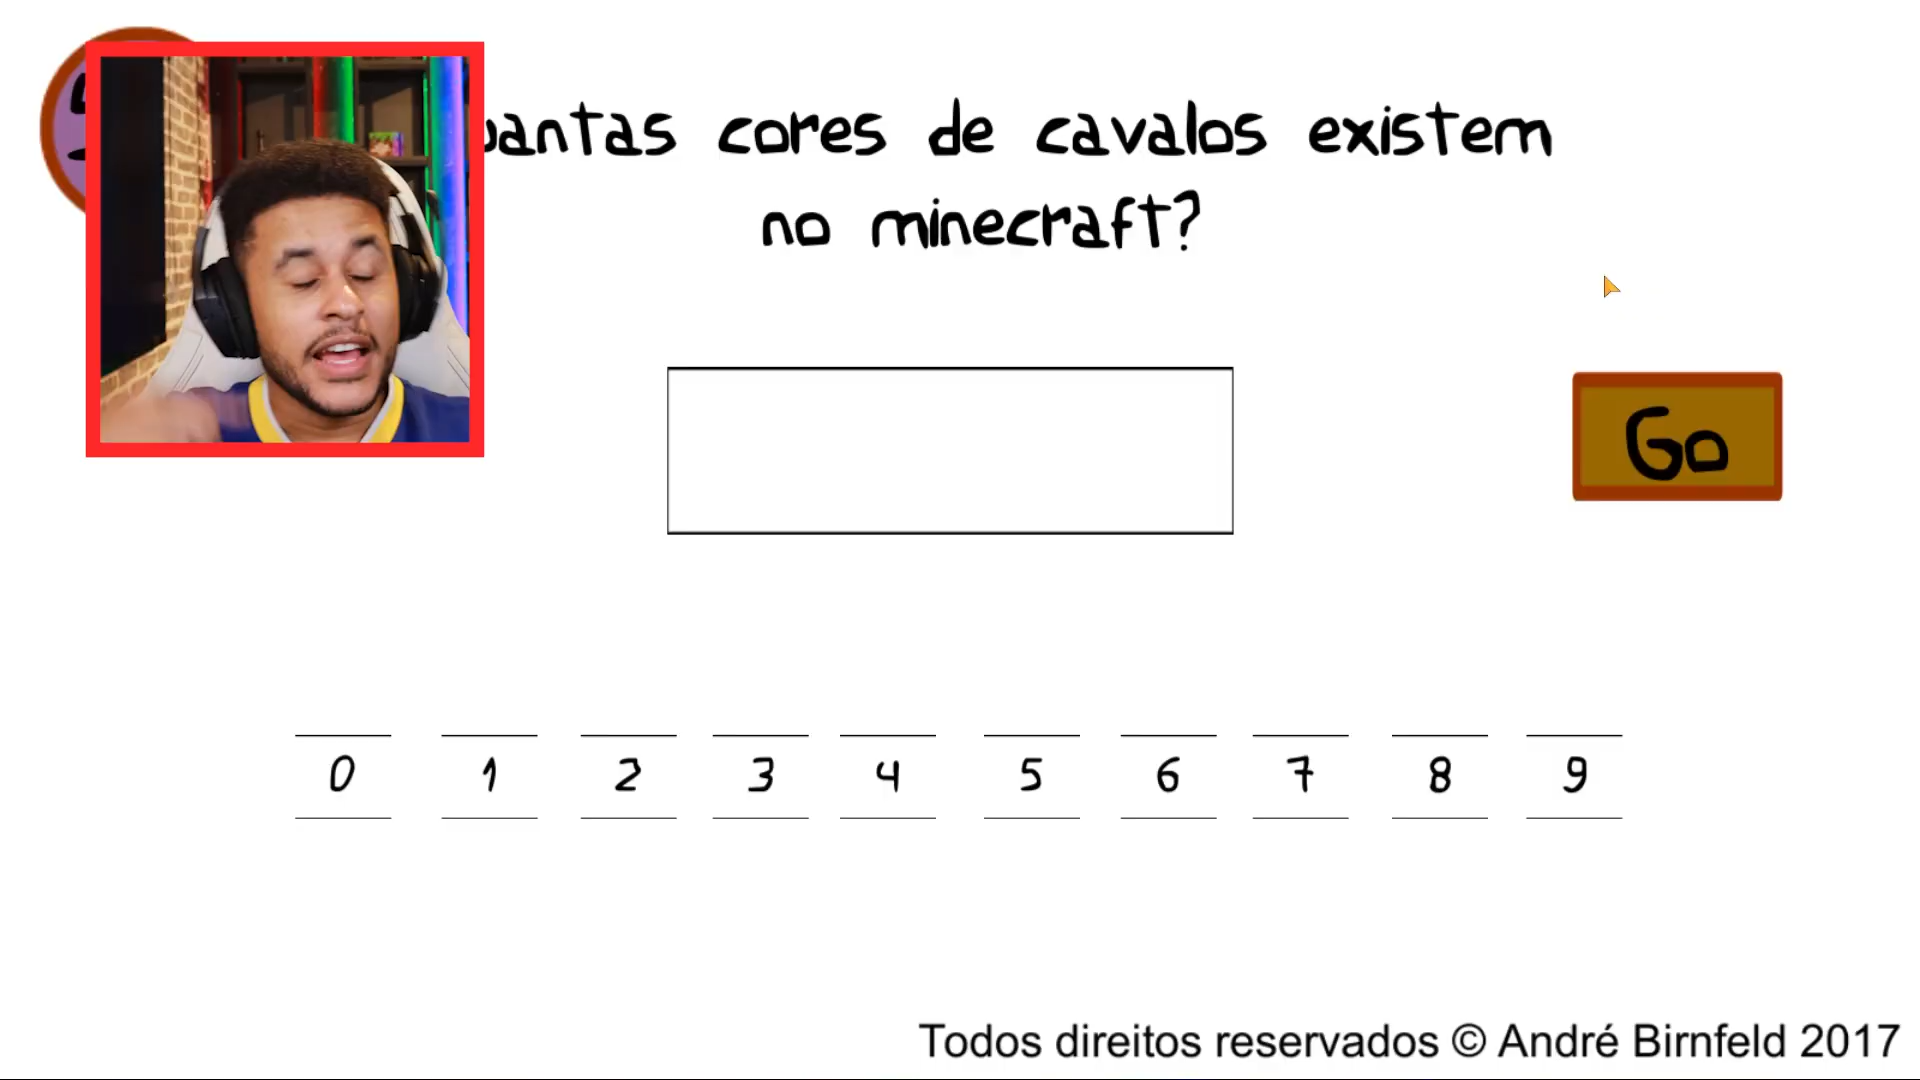 cores de cavalos existem
no minecraft?
Go
0 1 2 3 4 5 6 7 8 9
Todos direitos reservados © André Birnfeld 2017